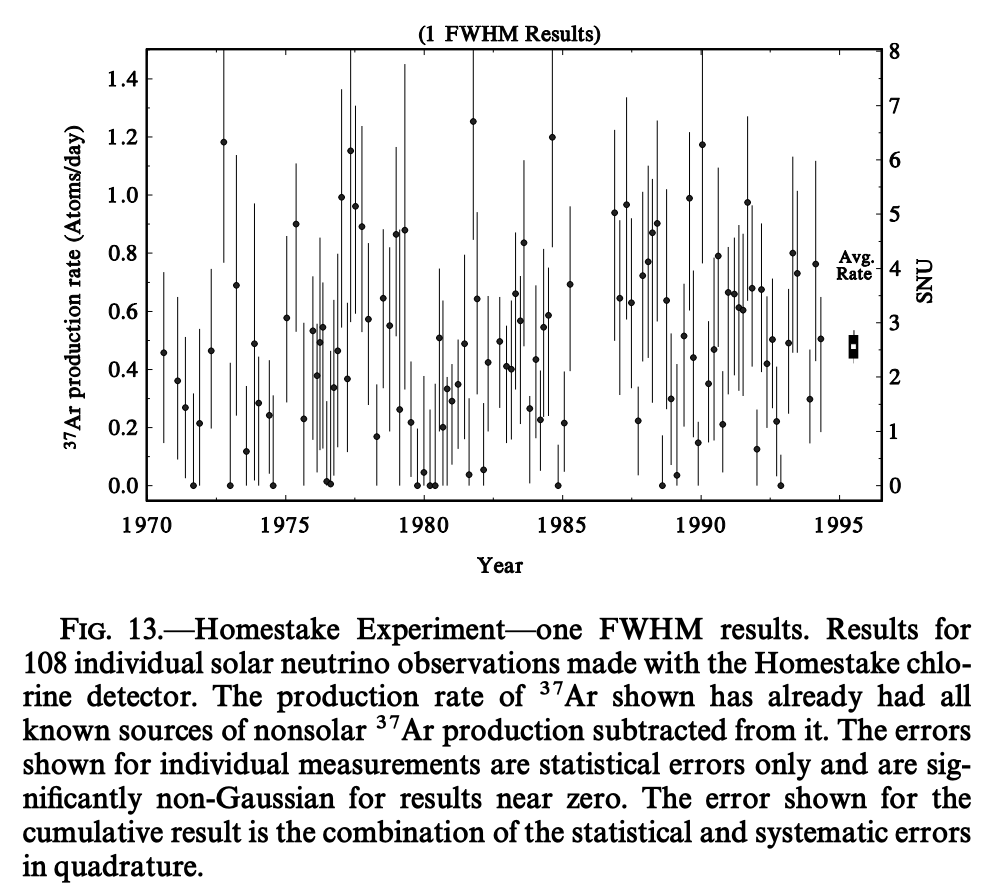 (1 FWHM Results)
³⁷Ar production rate (Atoms/day)
1.4
1.2
1.0
0.8
0.6
0.4
0.2
0.0
8
7
6
5
4
3
2
1
0
SNU
Avg.
Rate
1970 1975 1980 1985 1990 1995
Year
FIG. 13.—Homestake Experiment—one FWHM results. Results for
108 individual solar neutrino observations made with the Homestake chlo-
rine detector. The production rate of ³⁷Ar shown has already had all
known sources of nonsolar ³⁷Ar production subtracted from it. The errors
shown for individual measurements are statistical errors only and are sig-
nificantly non-Gaussian for results near zero. The error shown for the
cumulative result is the combination of the statistical and systematic errors
in quadrature.